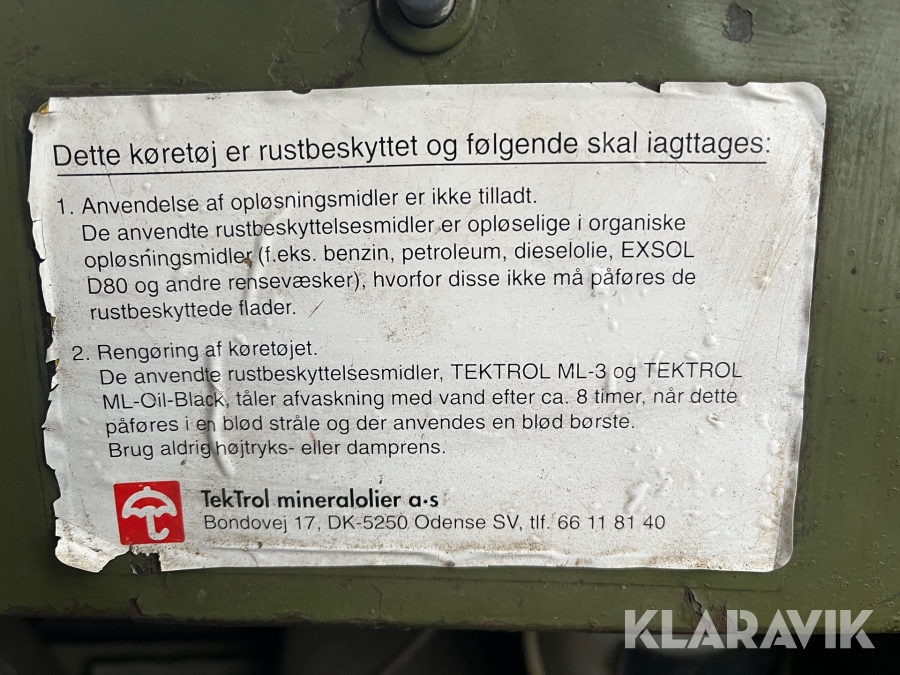 Dette køretøj er rustbeskyttet og følgende skal iagttages:
1. Anvendelse af opløsningsmidler er ikke tilladt.
De anvendte rustbeskyttelsesmidler er opløselige i organiske
opløsningsmidler (f.eks. benzin, petroleum, dieselolie, EXSOL
D80 og andre rensevæsker), hvorfor disse ikke må påføres de
rustbeskyttede flader.
2. Rengøring af køretøjet.
De anvendte rustbeskyttelsesmidler, TEKTROL ML-3 og TEKTROL
ML-Oil-Black, tåler afvaskning med vand efter ca. 8 timer, når dette
påføres i en blød stråle og der anvendes en blød børste.
Brug aldrig højtryks- eller damprens.
TekTrol mineralolier a·s
Bondovej 17, DK-5250 Odense SV, tlf. 66 11 81 40
KLARAVIK